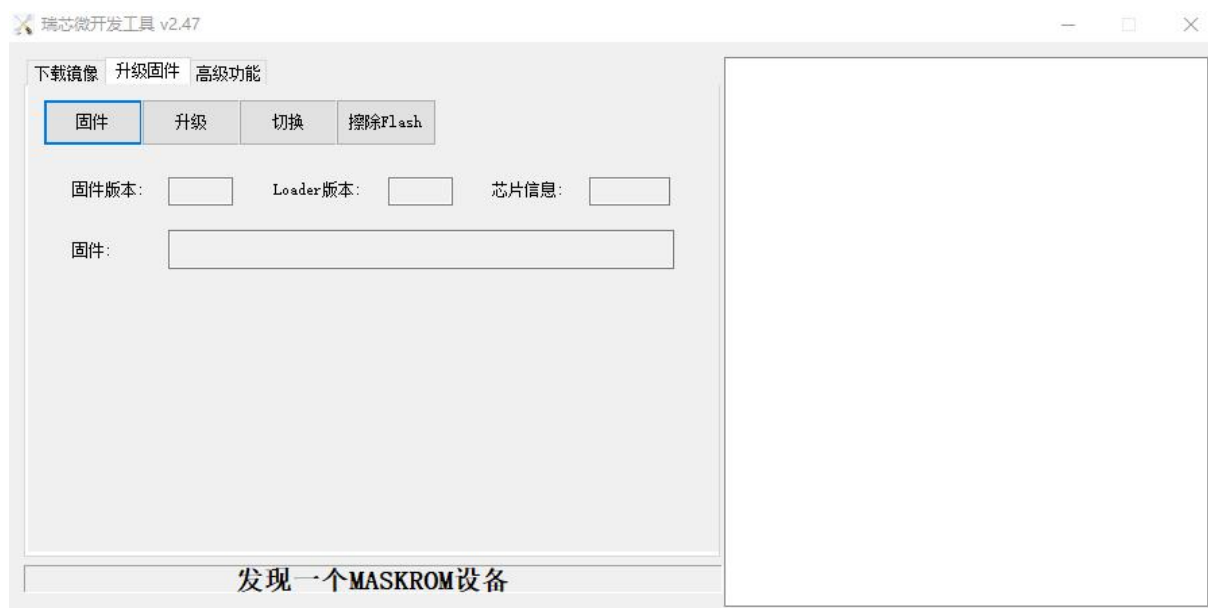 瑞芯微开发工具 v2.47
下载镜像 升级固件 高级功能
固件 升级 切换 擦除Flash
固件版本: Loader版本: 芯片信息:
固件:
发现一个MASKROM设备